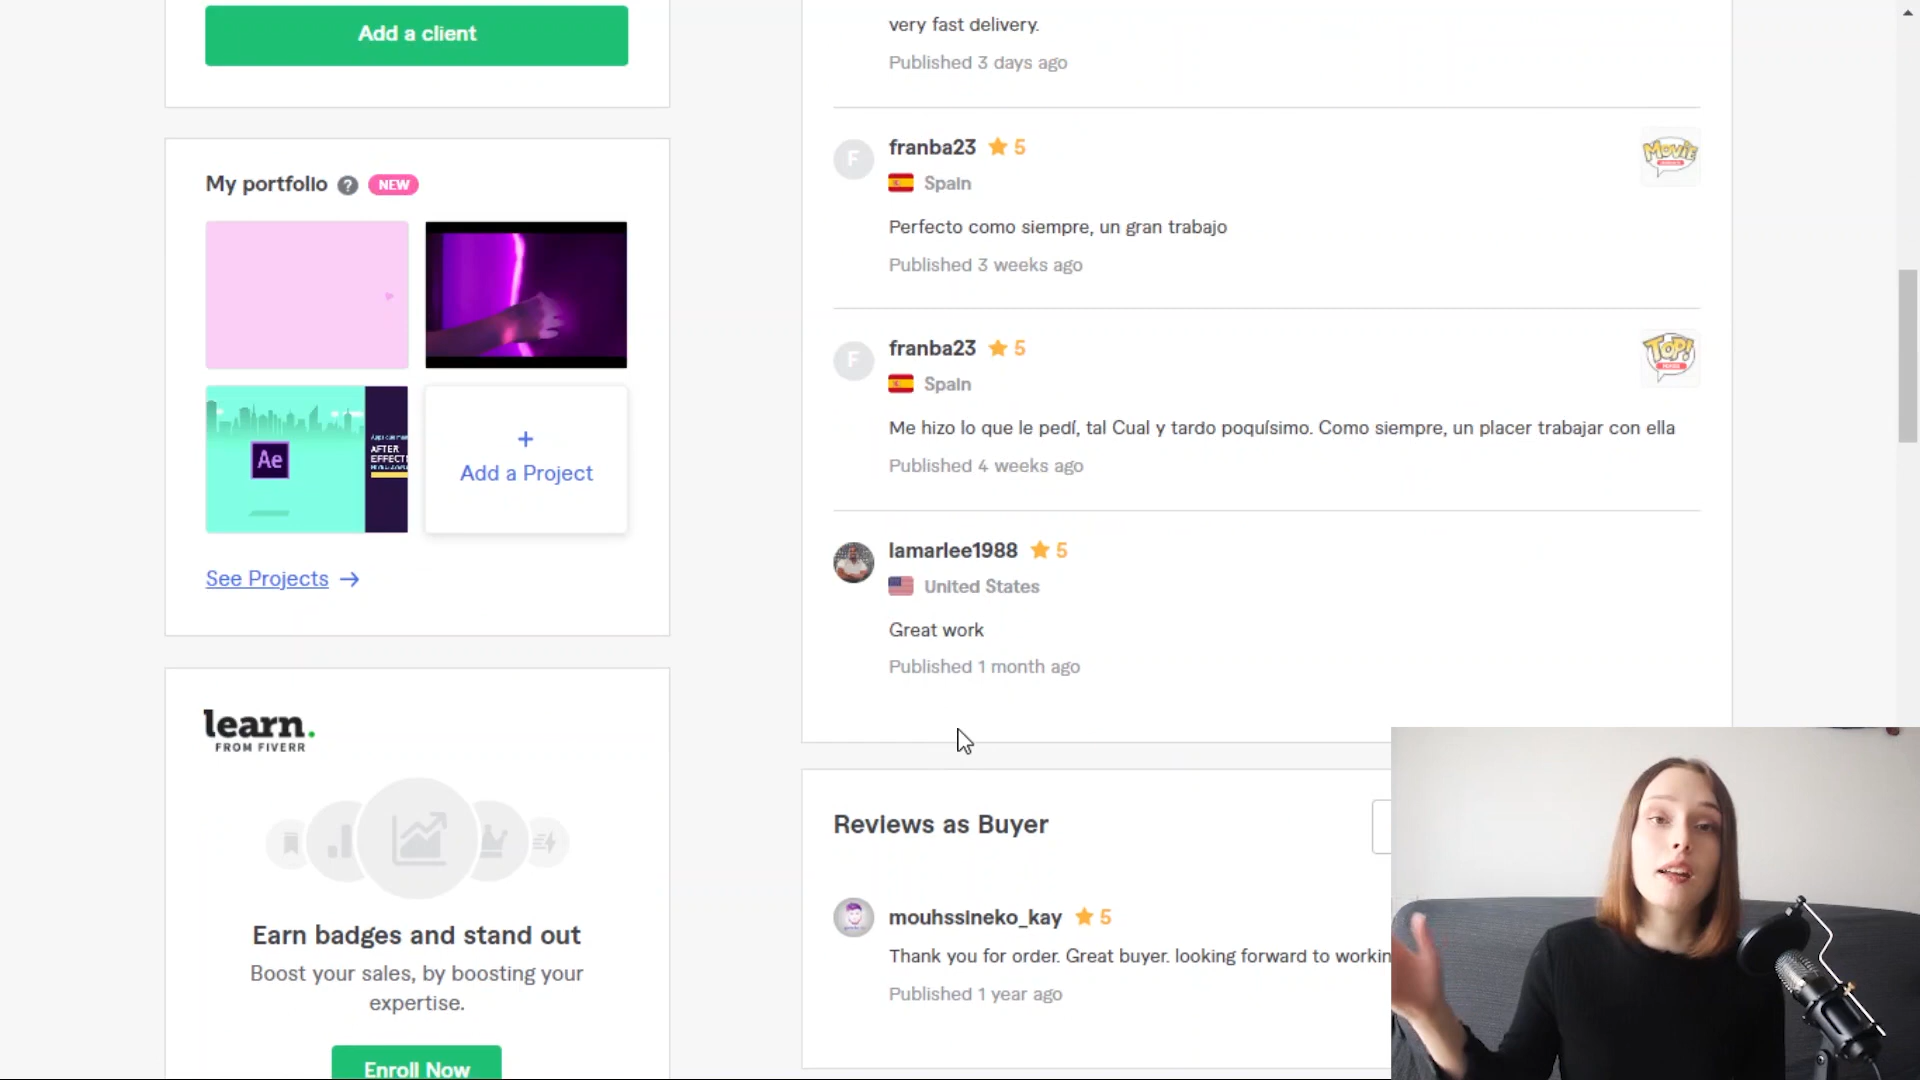 Add a client
My portfolio ? NEW
Ae
AFTER
EFFECT
+
Add a Project
See Projects →
learn.
FROM FIVERR
Earn badges and stand out
Boost your sales, by boosting your
expertise.
Enroll Now
very fast delivery.
Published 3 days ago
F
franba23 5
Spain
MOVIE
Perfecto como siempre, un gran trabajo
Published 3 weeks ago
F
franba23 5
Spain
TOP!
Me hizo lo que le pedí, tal Cual y tardo poquísimo. Como siempre, un placer trabajar con ella
Published 4 weeks ago
lamarlee1988 5
United States
Great work
Published 1 month ago
Reviews as Buyer
mouhssineko_kay 5
Thank you for order. Great buyer. looking forward to workin
Published 1 year ago